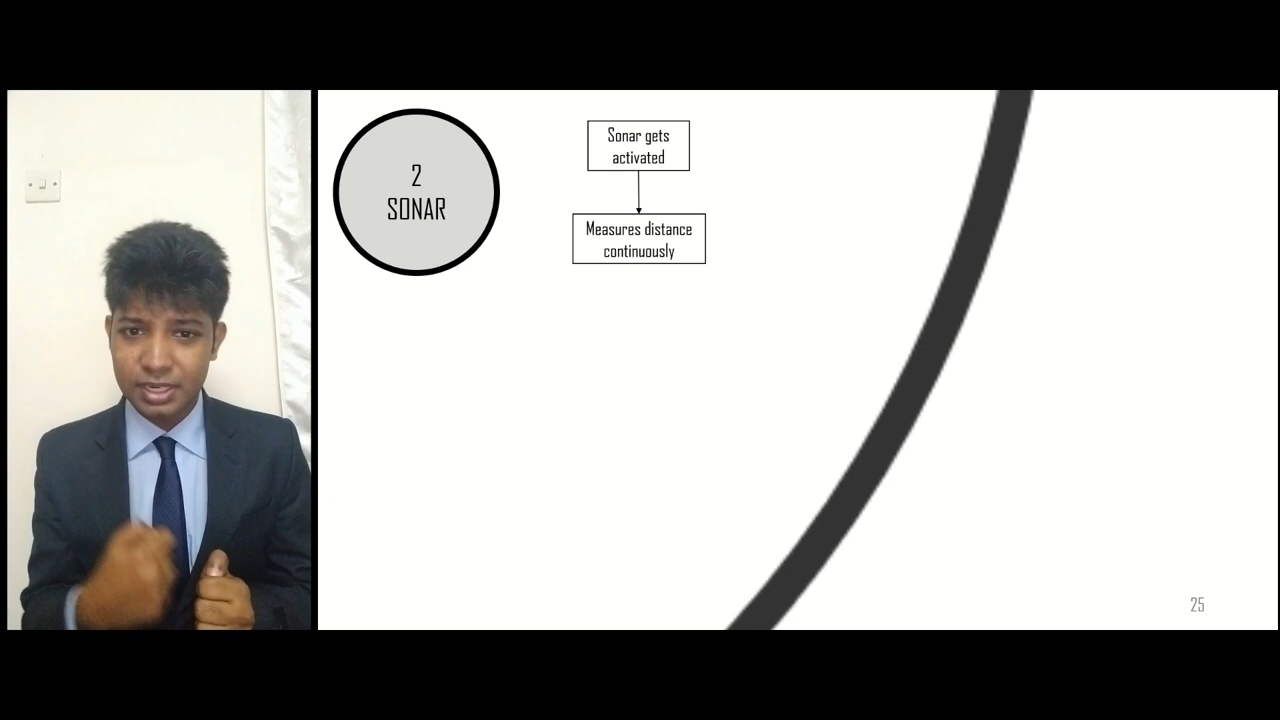 2
SONAR
Sonar gets
activated
Measures distance
continuously
25